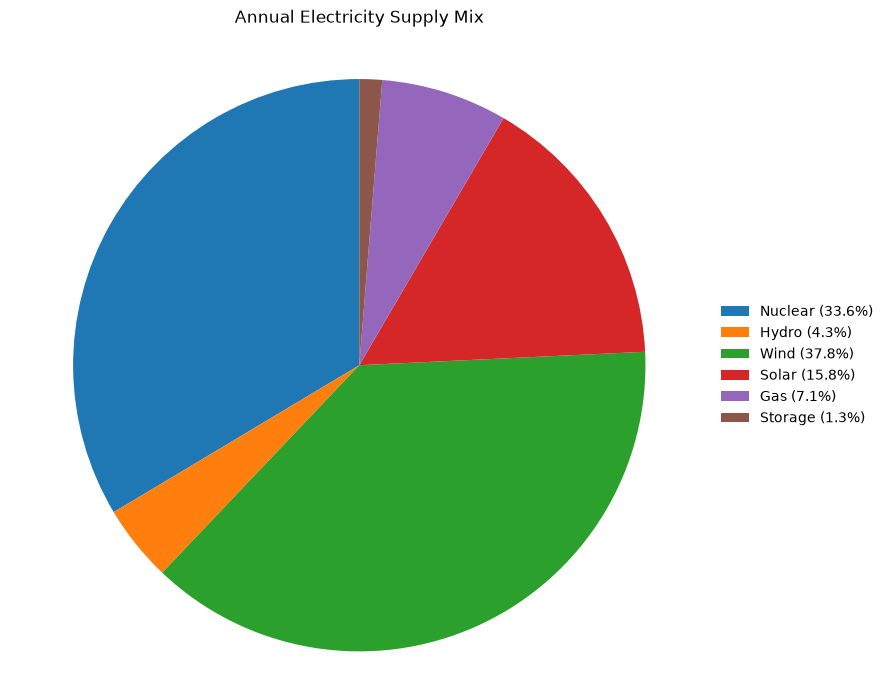 Annual Electricity Supply Mix
Nuclear (33.6%)
Hydro (4.3%)
Wind (37.8%)
Solar (15.8%)
Gas (7.1%)
Storage (1.3%)